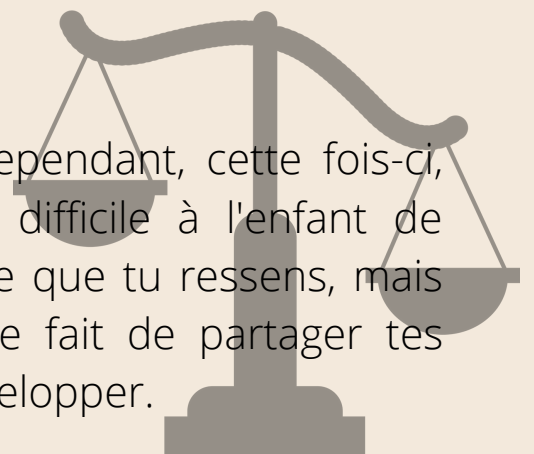 ependant, cette fois-ci,
difficile à l'enfant de
e que tu ressens, mais
e fait de partager tes
elopper.